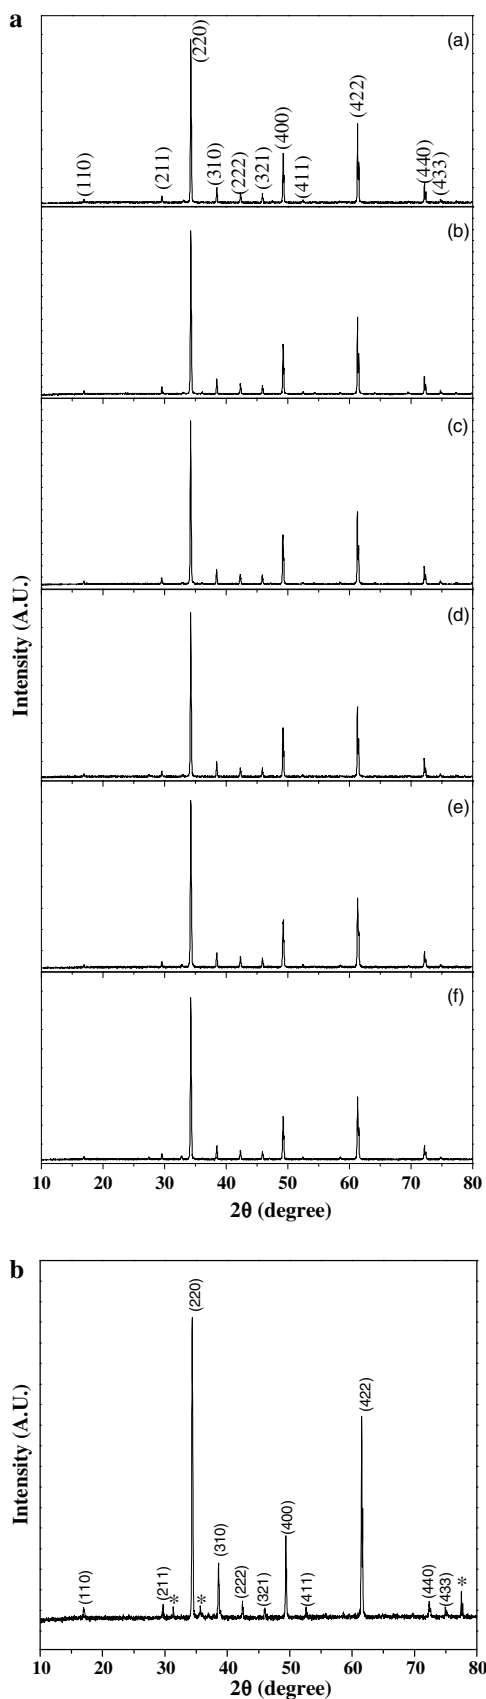 a
(a)
(220)
(422)
(400)
(110)
(211)
(310)
(222)
(321)
(411)
(440)
(433)
(b)
(c)
(d)
(e)
(f)
Intensity (A.U.)
10 20 30 40 50 60 70 80
2θ (degree)
b
(220)
(422)
(310)
(400)
(110)
(211)
*
*
(222)
(321)
(411)
(440)
(433)
*
Intensity (A.U.)
10 20 30 40 50 60 70 80
2θ (degree)